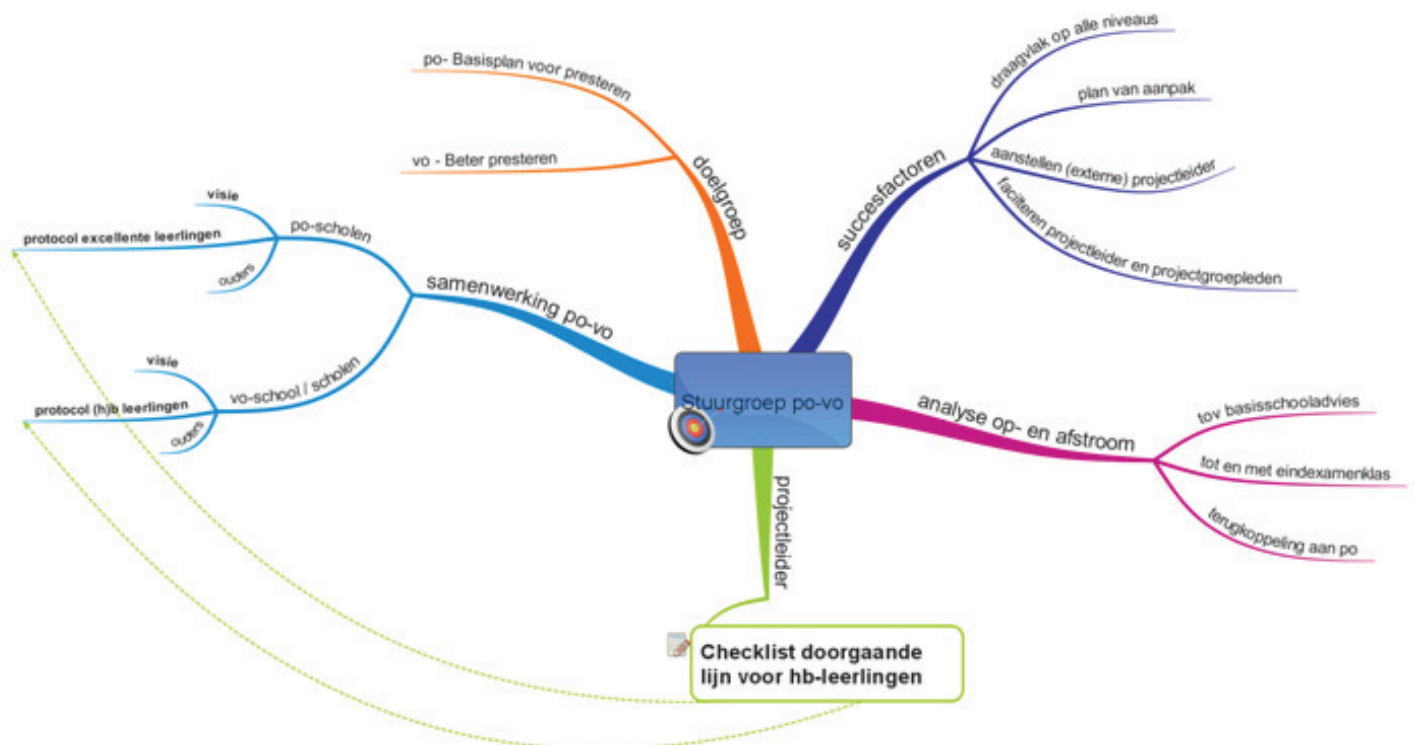 Stuurgroep po-vo
doelgroep
po- Basisplan voor presteren
vo - Beter presteren
succesfactoren
draagvlak op alle niveaus
plan van aanpak
aanstellen (externe) projectleider
facilteren projectleider en projectgroepleden
samenwerking po-vo
po-scholen
visie
protocol excellente leerlingen
ouders
vo-school / scholen
visie
protocol (h)b leerlingen
ouders
analyse op- en afstroom
tov basisschooladvies
tot en met eindexamenklas
terugkoppeling aan po
projectleider
Checklist doorgaande
lijn voor hb-leerlingen